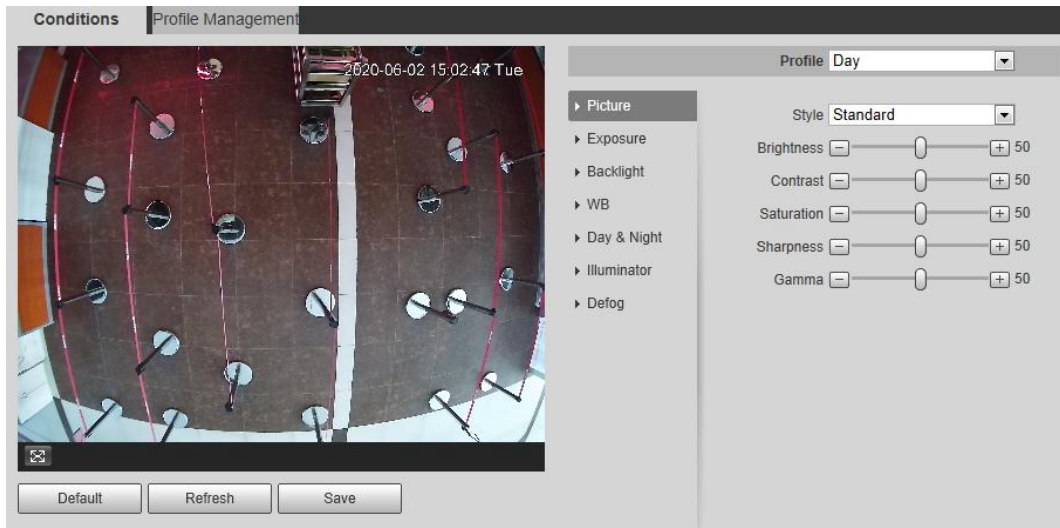 Conditions
Profile Management
2020-06-02 15:02:47 Tue
Profile Day
Picture
Exposure
Backlight
WB
Day & Night
Illuminator
Defog
Style Standard
Brightness 50
Contrast 50
Saturation 50
Sharpness 50
Gamma 50
Default Refresh Save